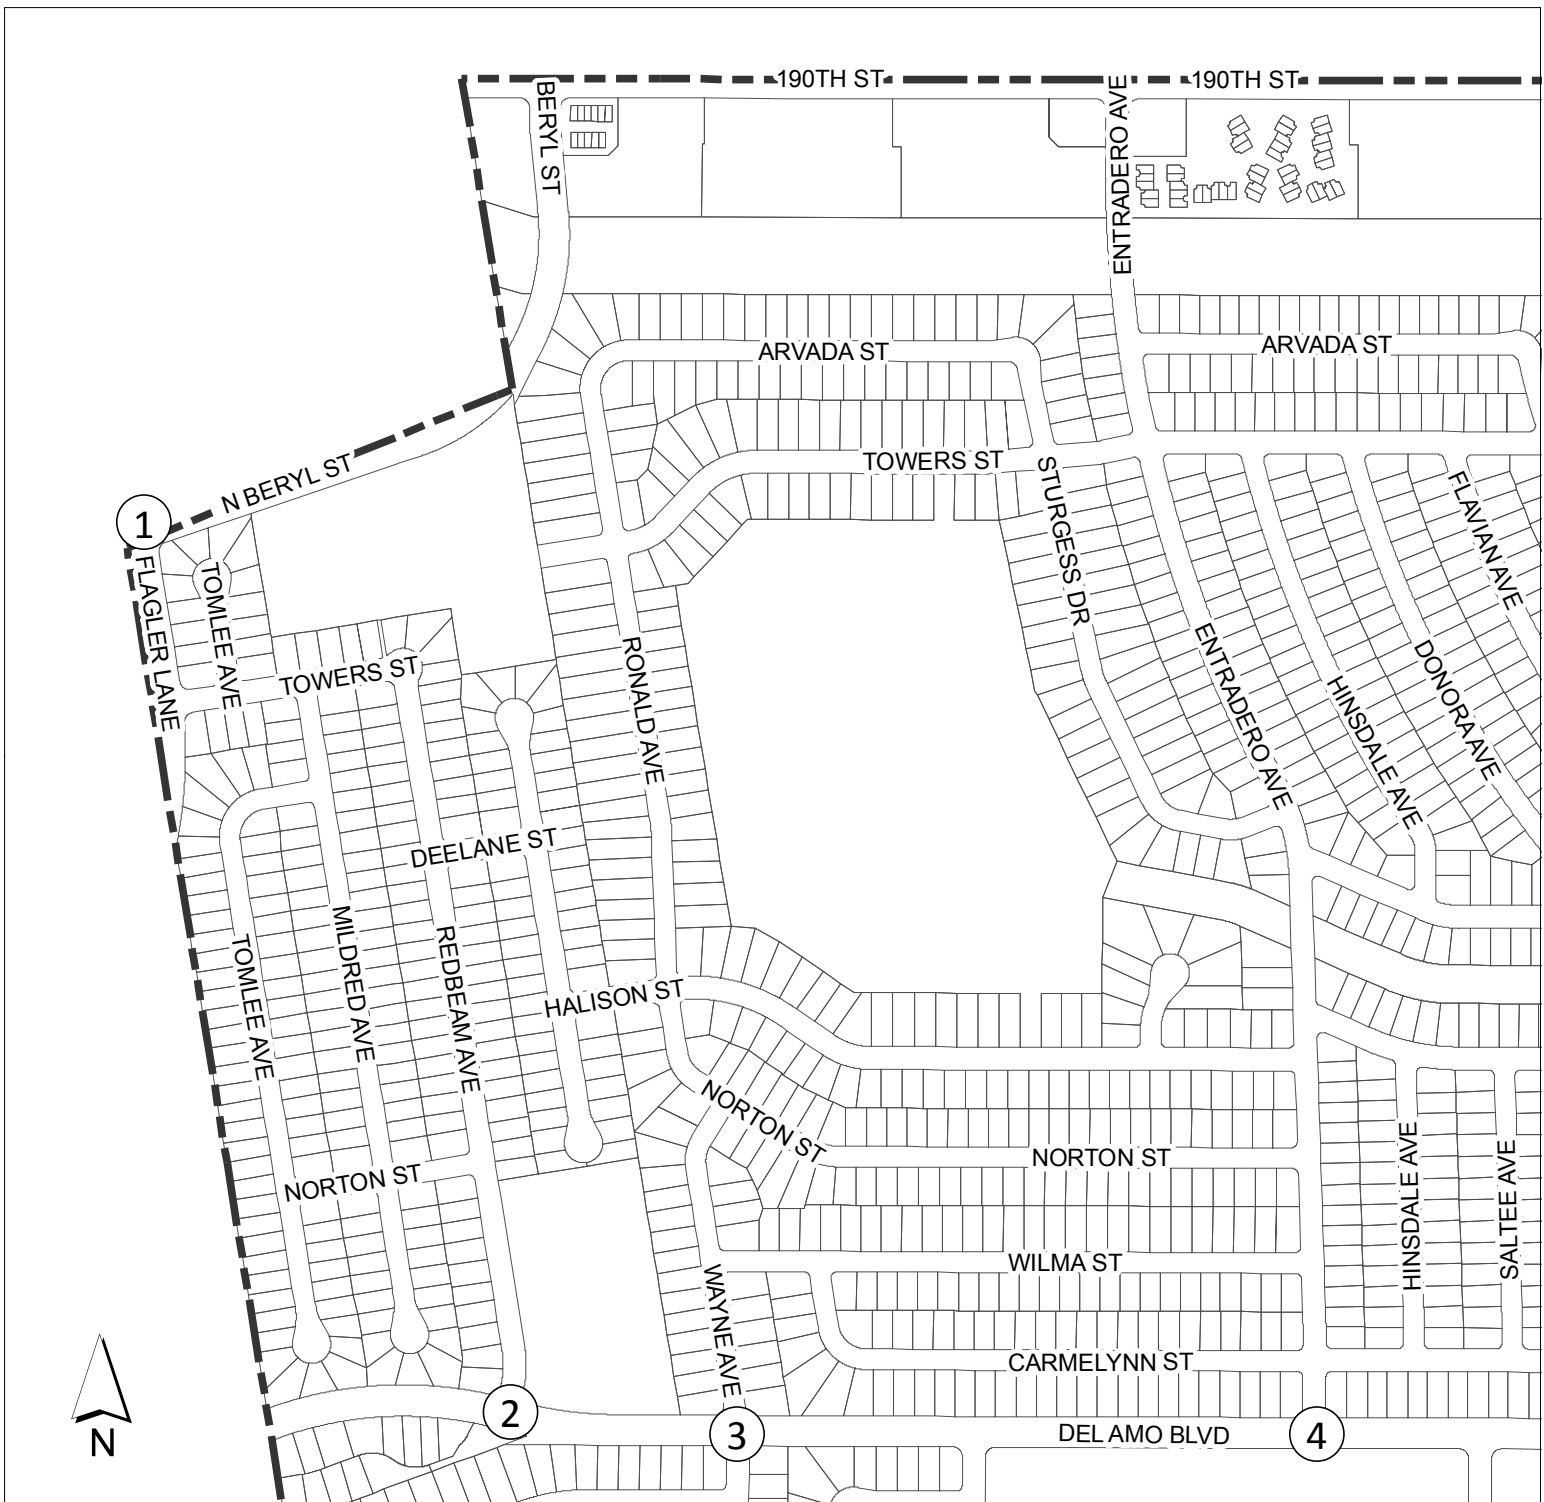 190TH ST
190TH ST
BERYL ST
ENTRADERO AVE
ARVADA ST
ARVADA ST
TOWERS ST
N BERYL ST
STURGESS DR
FLAVIAN AVE
1
FLAGLER LANE
TOMLEE AVE
TOWERS ST
RONALD AVE
ENTRADERO AVE
HINSDALE AVE
DONORA AVE
DEELANE ST
TOMLEE AVE
MILDRED AVE
REDBEAM AVE
HALISON ST
NORTON ST
NORTON ST
NORTON ST
HINSDALE AVE
SALTEE AVE
WILMA ST
WAYNE AVE
CARMELYNN ST
2
3
DEL AMO BLVD
4
N